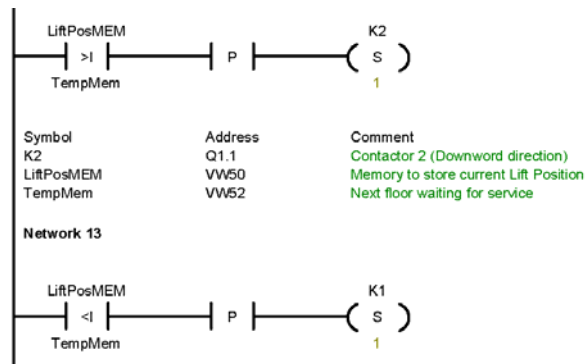 LiftPosMEM
K2
>I
P
S
TempMem
1
Symbol Address Comment
K2 Q1.1 Contactor 2 (Downword direction)
LiftPosMEM VW50 Memory to store current Lift Position
TempMem VW52 Next floor waiting for service
Network 13
LiftPosMEM
K1
<I
P
S
TempMem
1